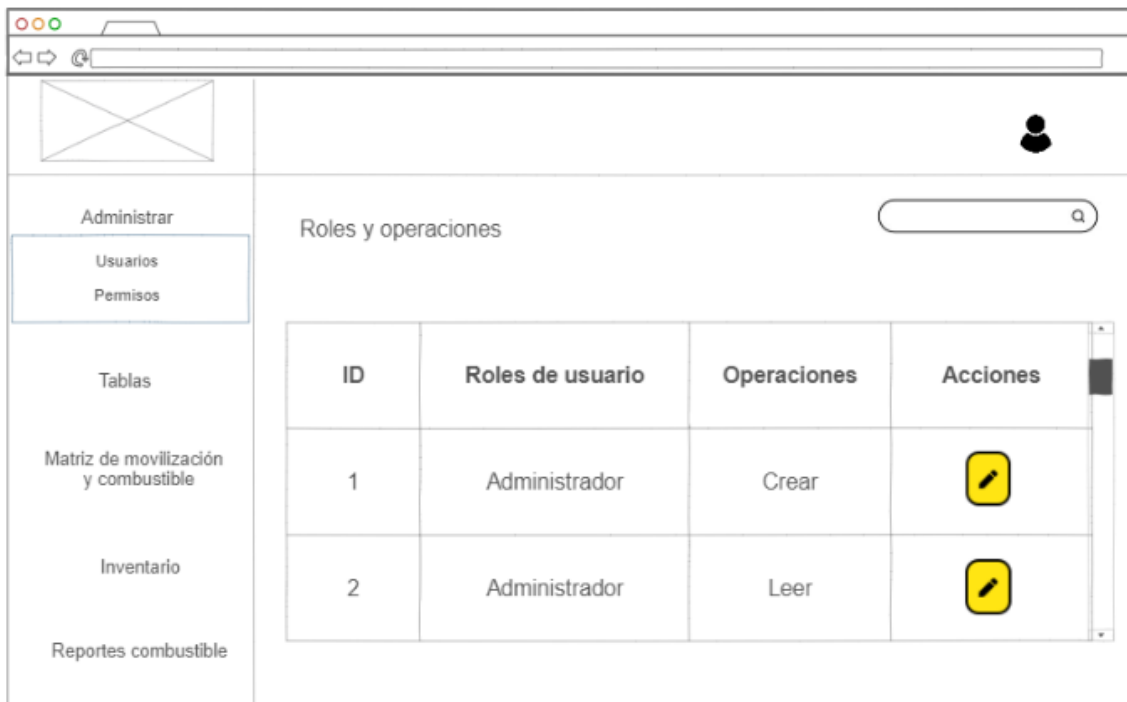 Administrar
Usuarios
Permisos
Tablas
Matriz de movilización
y combustible
Inventario
Reportes combustible
Roles y operaciones
ID Roles de usuario Operaciones Acciones
1 Administrador Crear
2 Administrador Leer